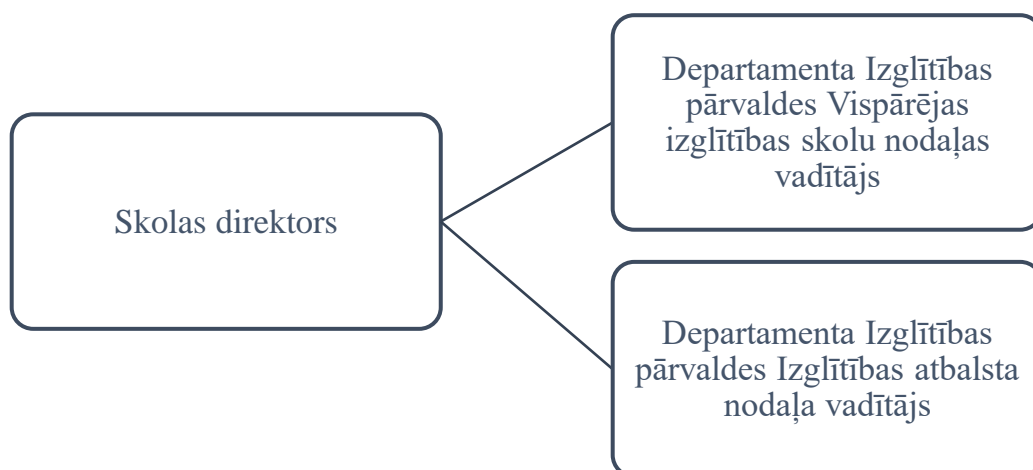 Skolas direktors
Departamenta Izglītības
pārvaldes Vispārējas
izglītības skolu nodaļas
vadītājs
Departamenta Izglītības
pārvaldes Izglītības atbalsta
nodaļa vadītājs